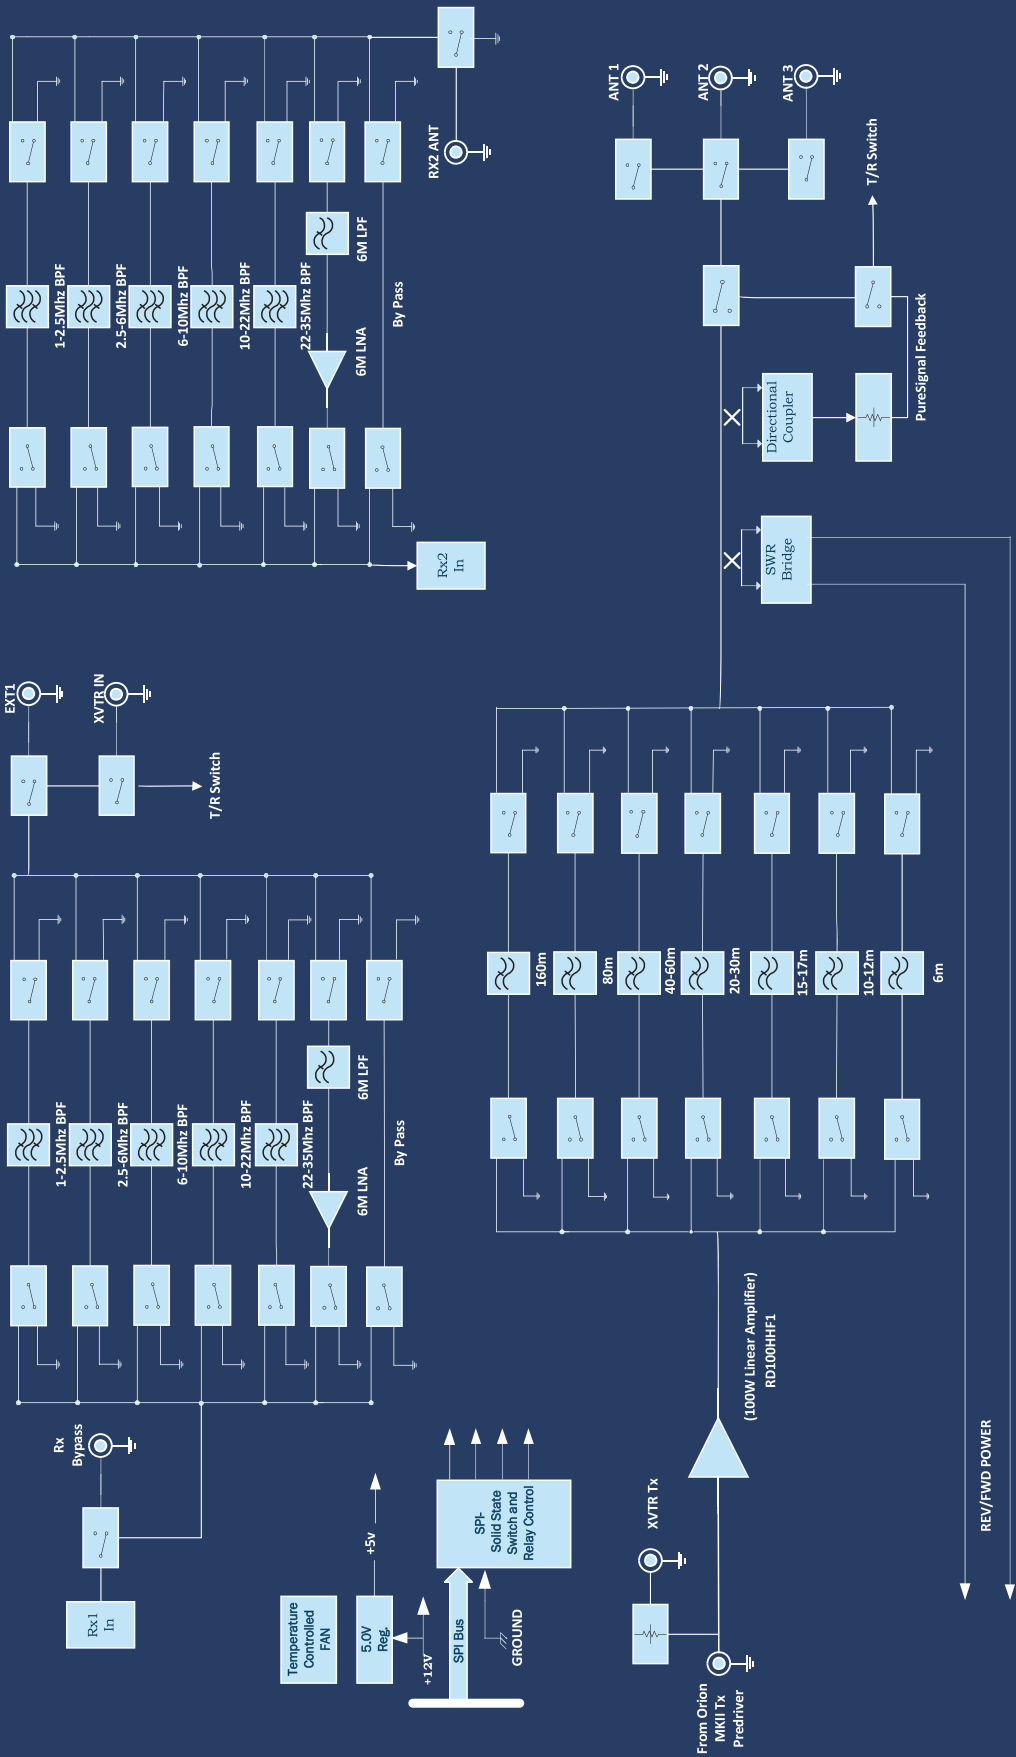 RX2 ANT
1-2.5Mhz BPF
2.5-6Mhz BPF
6-10Mhz BPF
10-22Mhz BPF
22-35Mhz BPF
6M LPF
6M LNA
By Pass
Rx2
In
ANT 1
ANT 2
ANT 3
T/R Switch
PureSignal Feedback
Directional
Coupler
SWR
Bridge
EXT1
XVTR IN
T/R Switch
1-2.5Mhz BPF
2.5-6Mhz BPF
6-10Mhz BPF
10-22Mhz BPF
22-35Mhz BPF
6M LPF
6M LNA
By Pass
Rx
Bypass
Rx1
In
160m
80m
40-60m
20-30m
15-17m
10-12m
6m
(100W Linear Amplifier)
RD100HHF1
REV/FWD POWER
XVTR Tx
From Orion
MKII Tx
Predriver
Temperature
Controlled
FAN
5.0V
Reg.
+5v
+12V
SPI Bus
GROUND
SPI-
Solid State
Switch and
Relay Control